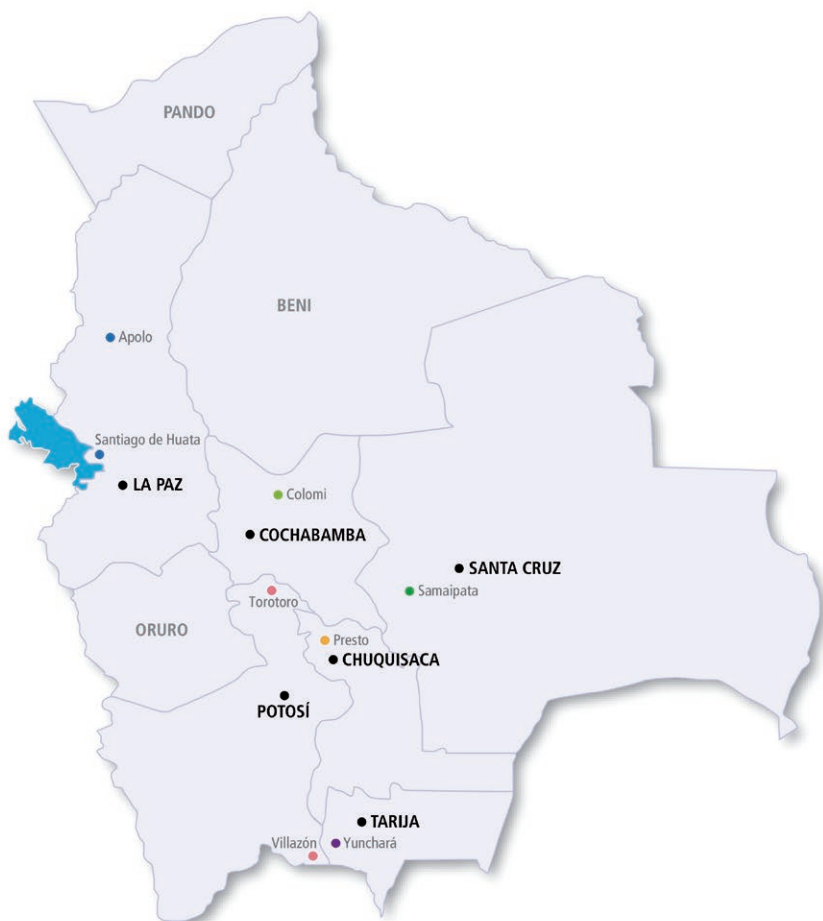 PANDO
BENI
Apolo
Santiago de Huata
LA PAZ
Colomi
COCHABAMBA
SANTA CRUZ
Samaipata
Torotoro
ORURO
Presto
CHUQUISACA
POTOSÍ
TARIJA
Villazón
Yunchará